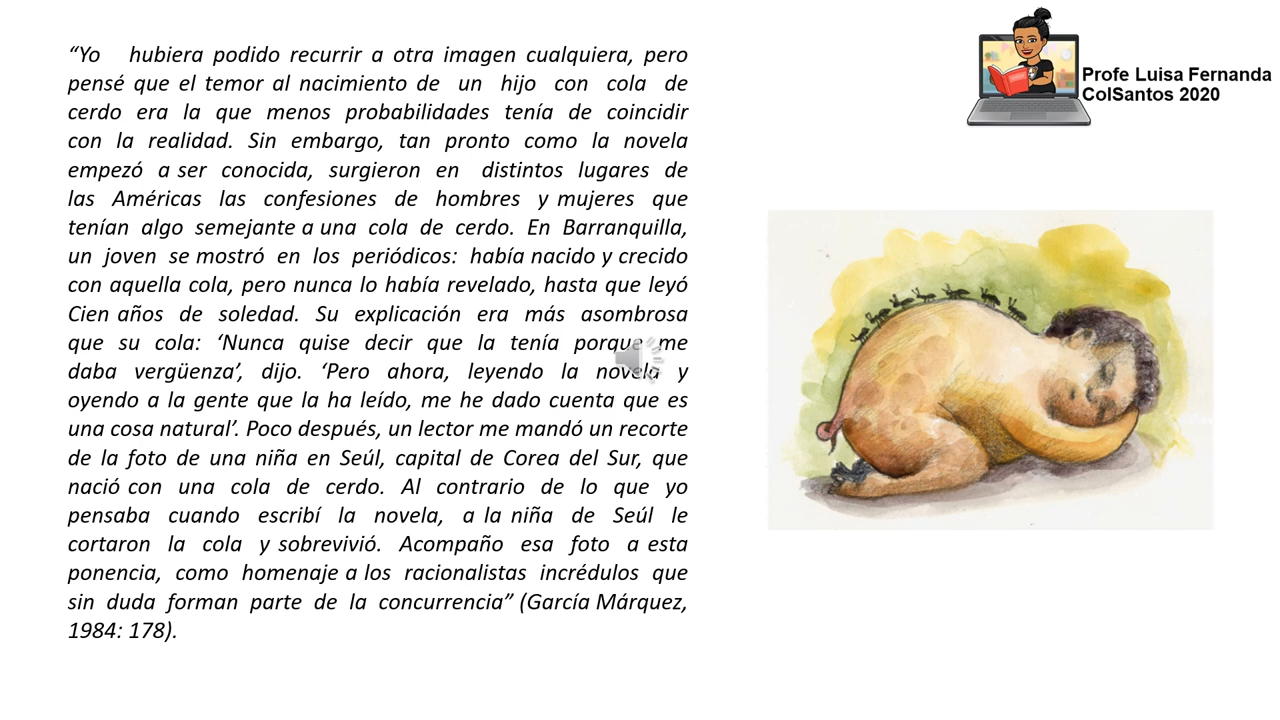 “Yo hubiera podido recurrir a otra imagen cualquiera, pero
pensé que el temor al nacimiento de un hijo con cola de
cerdo era la que menos probabilidades tenía de coincidir
con la realidad. Sin embargo, tan pronto como la novela
empezó a ser conocida, surgieron en distintos lugares de
las Américas las confesiones de hombres y mujeres que
tenían algo semejante a una cola de cerdo. En Barranquilla,
un joven se mostró en los periódicos: había nacido y crecido
con aquella cola, pero nunca lo había revelado, hasta que leyó
Cien años de soledad. Su explicación era más asombrosa
que su cola: ‘Nunca quise decir que la tenía porque me
daba vergüenza’, dijo. ‘Pero ahora, leyendo la novela y
oyendo a la gente que la ha leído, me he dado cuenta que es
una cosa natural’. Poco después, un lector me mandó un recorte
de la foto de una niña en Seúl, capital de Corea del Sur, que
nació con una cola de cerdo. Al contrario de lo que yo
pensaba cuando escribí la novela, a la niña de Seúl le
cortaron la cola y sobrevivió. Acompaño esa foto a esta
ponencia, como homenaje a los racionalistas incrédulos que
sin duda forman parte de la concurrencia” (García Márquez,
1984: 178).
Profe Luisa Fernanda
ColSantos 2020